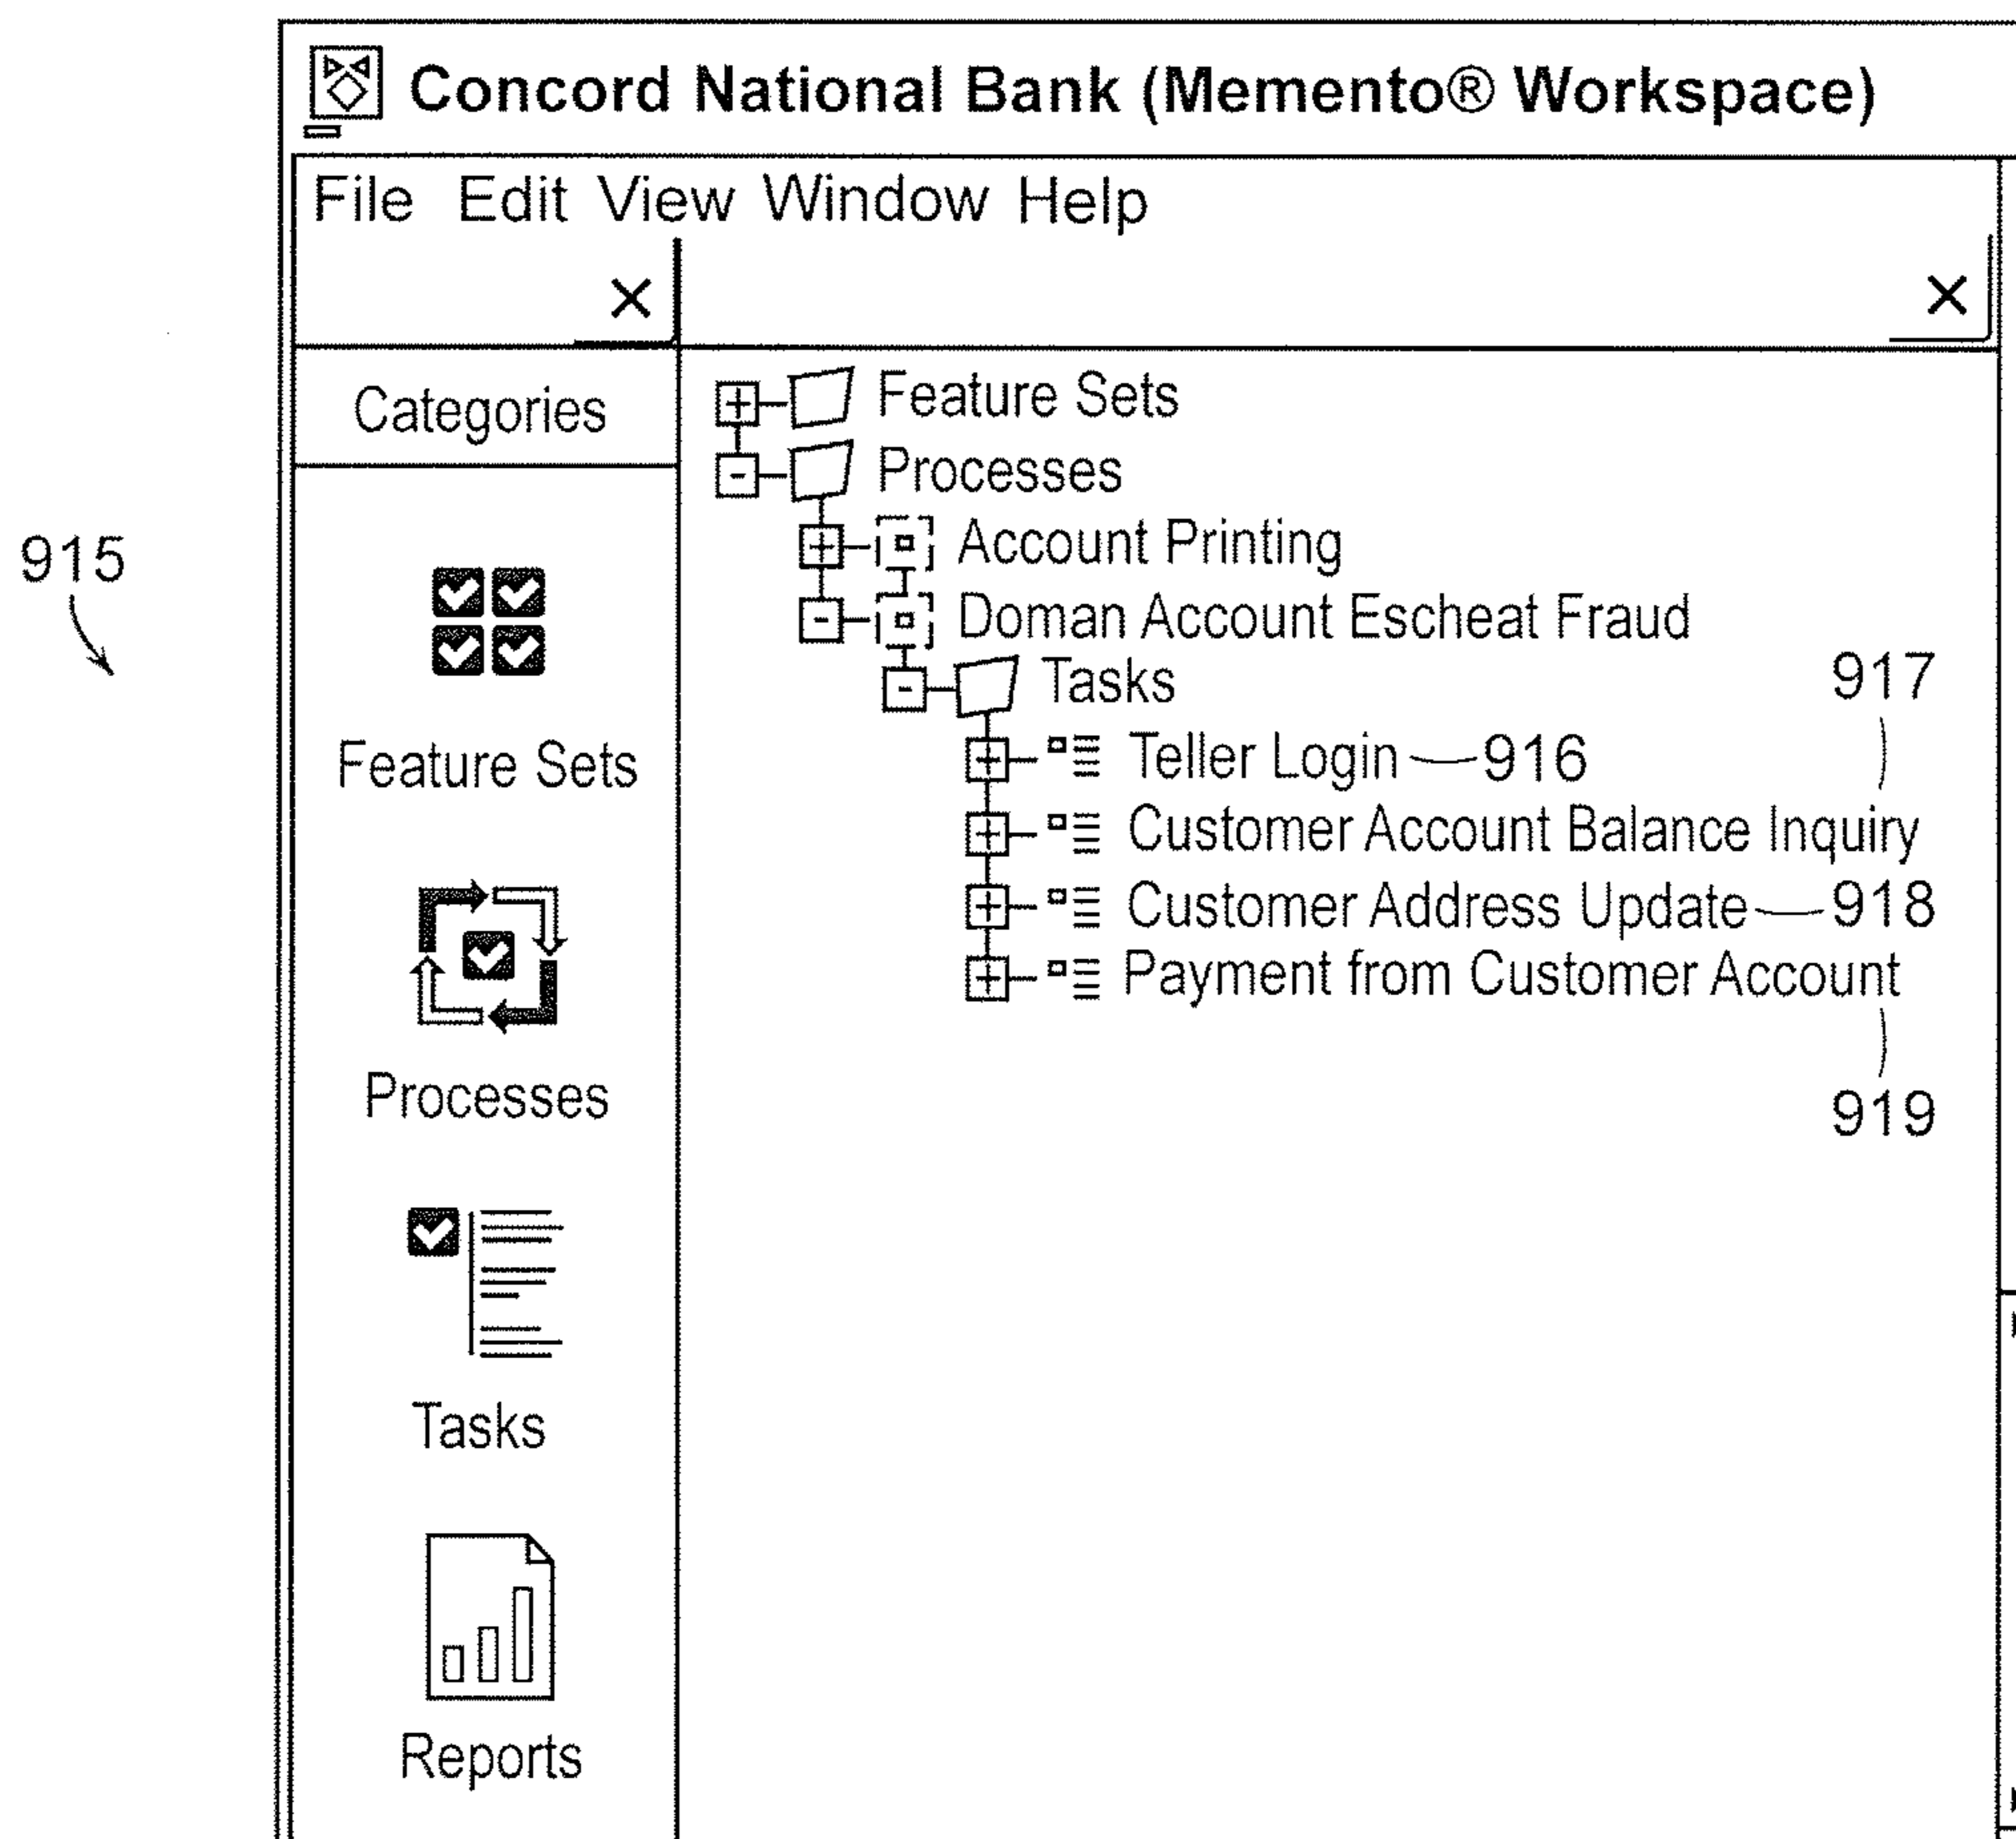 Concord National Bank (Memento® Workspace)
File Edit View Window Help
Categories
Feature Sets
Processes
Tasks
Reports
Feature Sets
Processes
Account Printing
Doman Account Escheat Fraud
Tasks
Teller Login 916
917
Customer Account Balance Inquiry
Customer Address Update 918
Payment from Customer Account
919
915